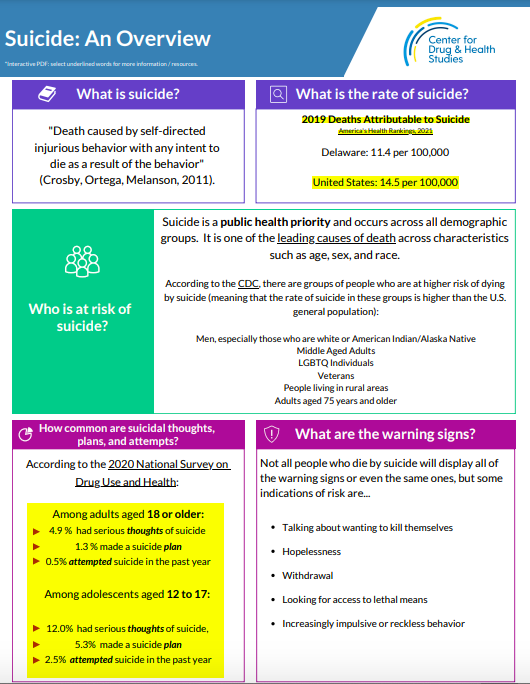 Suicide: An Overview
*Interactive PDF: select underlined words for more information / resources.
Center for
Drug & Health
Studies
What is suicide?
"Death caused by self-directed
injurious behavior with any intent to
die as a result of the behavior"
(Crosby, Ortega, Melanson, 2011).
What is the rate of suicide?
2019 Deaths Attributable to Suicide
America's Health Rankings, 2021
Delaware: 11.4 per 100,000
United States: 14.5 per 100,000
Who is at risk of
suicide?
Suicide is a public health priority and occurs across all demographic
groups. It is one of the leading causes of death across characteristics
such as age, sex, and race.
According to the CDC, there are groups of people who are at higher risk of dying
by suicide (meaning that the rate of suicide in these groups is higher than the U.S.
general population):
Men, especially those who are white or American Indian/Alaska Native
Middle Aged Adults
LGBTQ Individuals
Veterans
People living in rural areas
Adults aged 75 years and older
How common are suicidal thoughts,
plans, and attempts?
According to the 2020 National Survey on
Drug Use and Health:
Among adults aged 18 or older:
4.9 % had serious thoughts of suicide
1.3 % made a suicide plan
0.5% attempted suicide in the past year
Among adolescents aged 12 to 17:
12.0% had serious thoughts of suicide,
5.3% made a suicide plan
2.5% attempted suicide in the past year
What are the warning signs?
Not all people who die by suicide will display all of
the warning signs or even the same ones, but some
indications of risk are...
• Talking about wanting to kill themselves
• Hopelessness
• Withdrawal
• Looking for access to lethal means
• Increasingly impulsive or reckless behavior